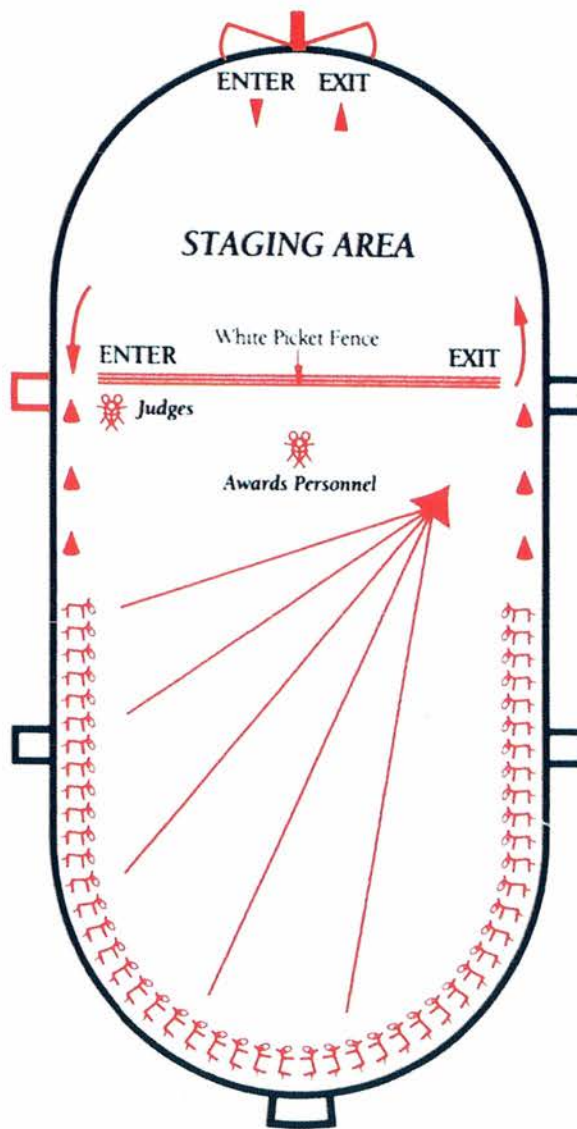 ENTER EXIT
STAGING AREA
White Picket Fence
ENTER EXIT
Judges
Awards Personnel